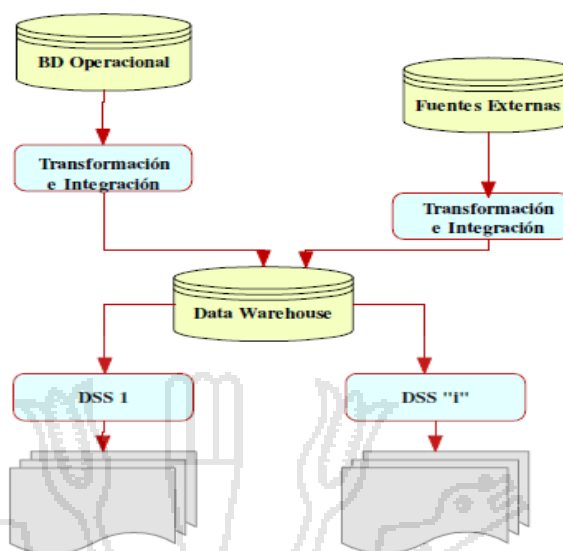 BD Operacional
Fuentes Externas
Transformación
e Integración
Transformación
e Integración
Data Warehouse
DSS 1
DSS "i"